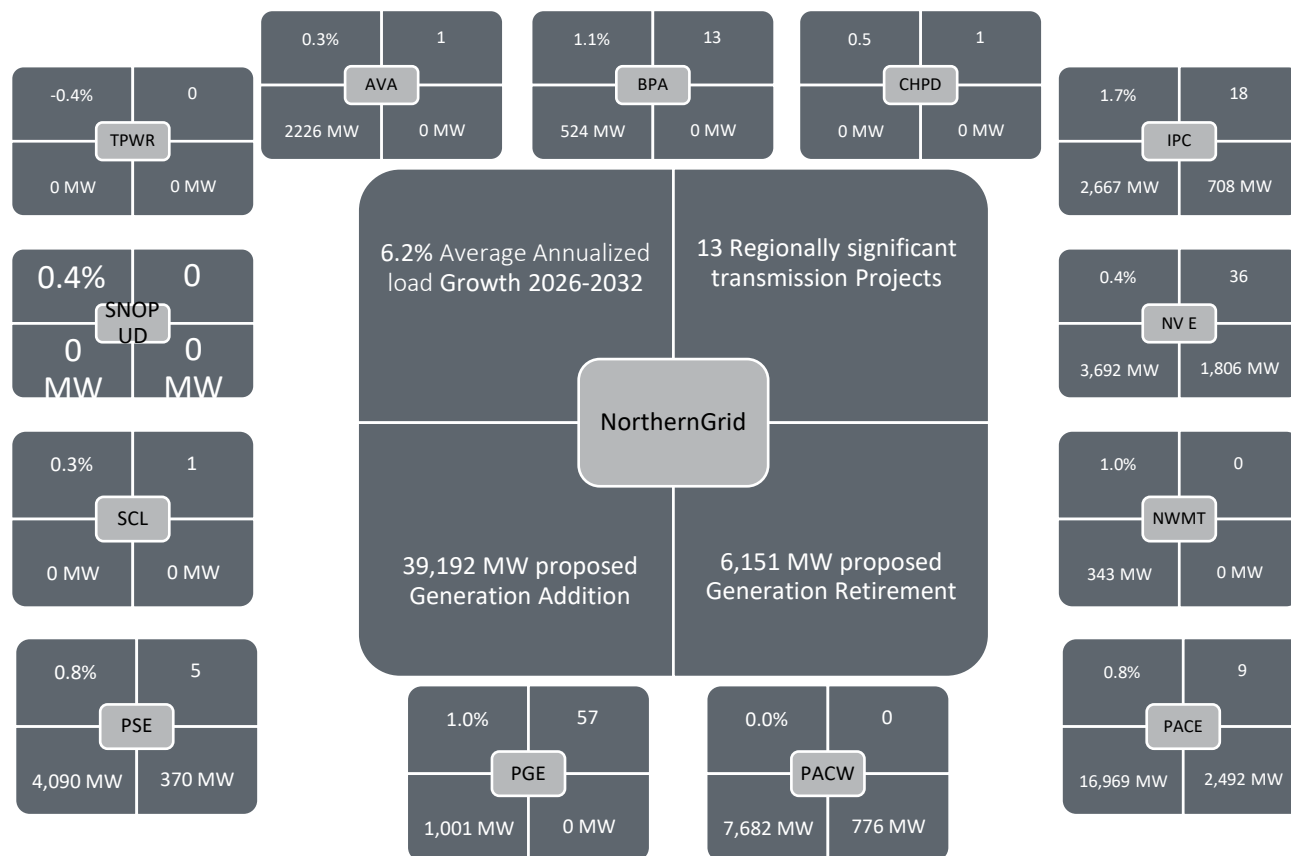 0.3%
1
AVA
2226 MW
0 MW
1.1%
13
BPA
524 MW
0 MW
0.5
1
CHPD
0 MW
0 MW
-0.4%
0
TPWR
0 MW
0 MW
1.7%
18
IPC
2,667 MW
708 MW
6.2% Average Annualized
load Growth 2026-2032
13 Regionally significant
transmission Projects
NorthernGrid
39,192 MW proposed
Generation Addition
6,151 MW proposed
Generation Retirement
0.4%
0
SNOP
UD
0
MW
0
MW
0.4%
36
NV E
3,692 MW
1,806 MW
0.3%
1
SCL
0 MW
0 MW
1.0%
0
NWMT
343 MW
0 MW
0.8%
5
PSE
4,090 MW
370 MW
1.0%
57
PGE
1,001 MW
0 MW
0.0%
0
PACW
7,682 MW
776 MW
0.8%
9
PACE
16,969 MW
2,492 MW